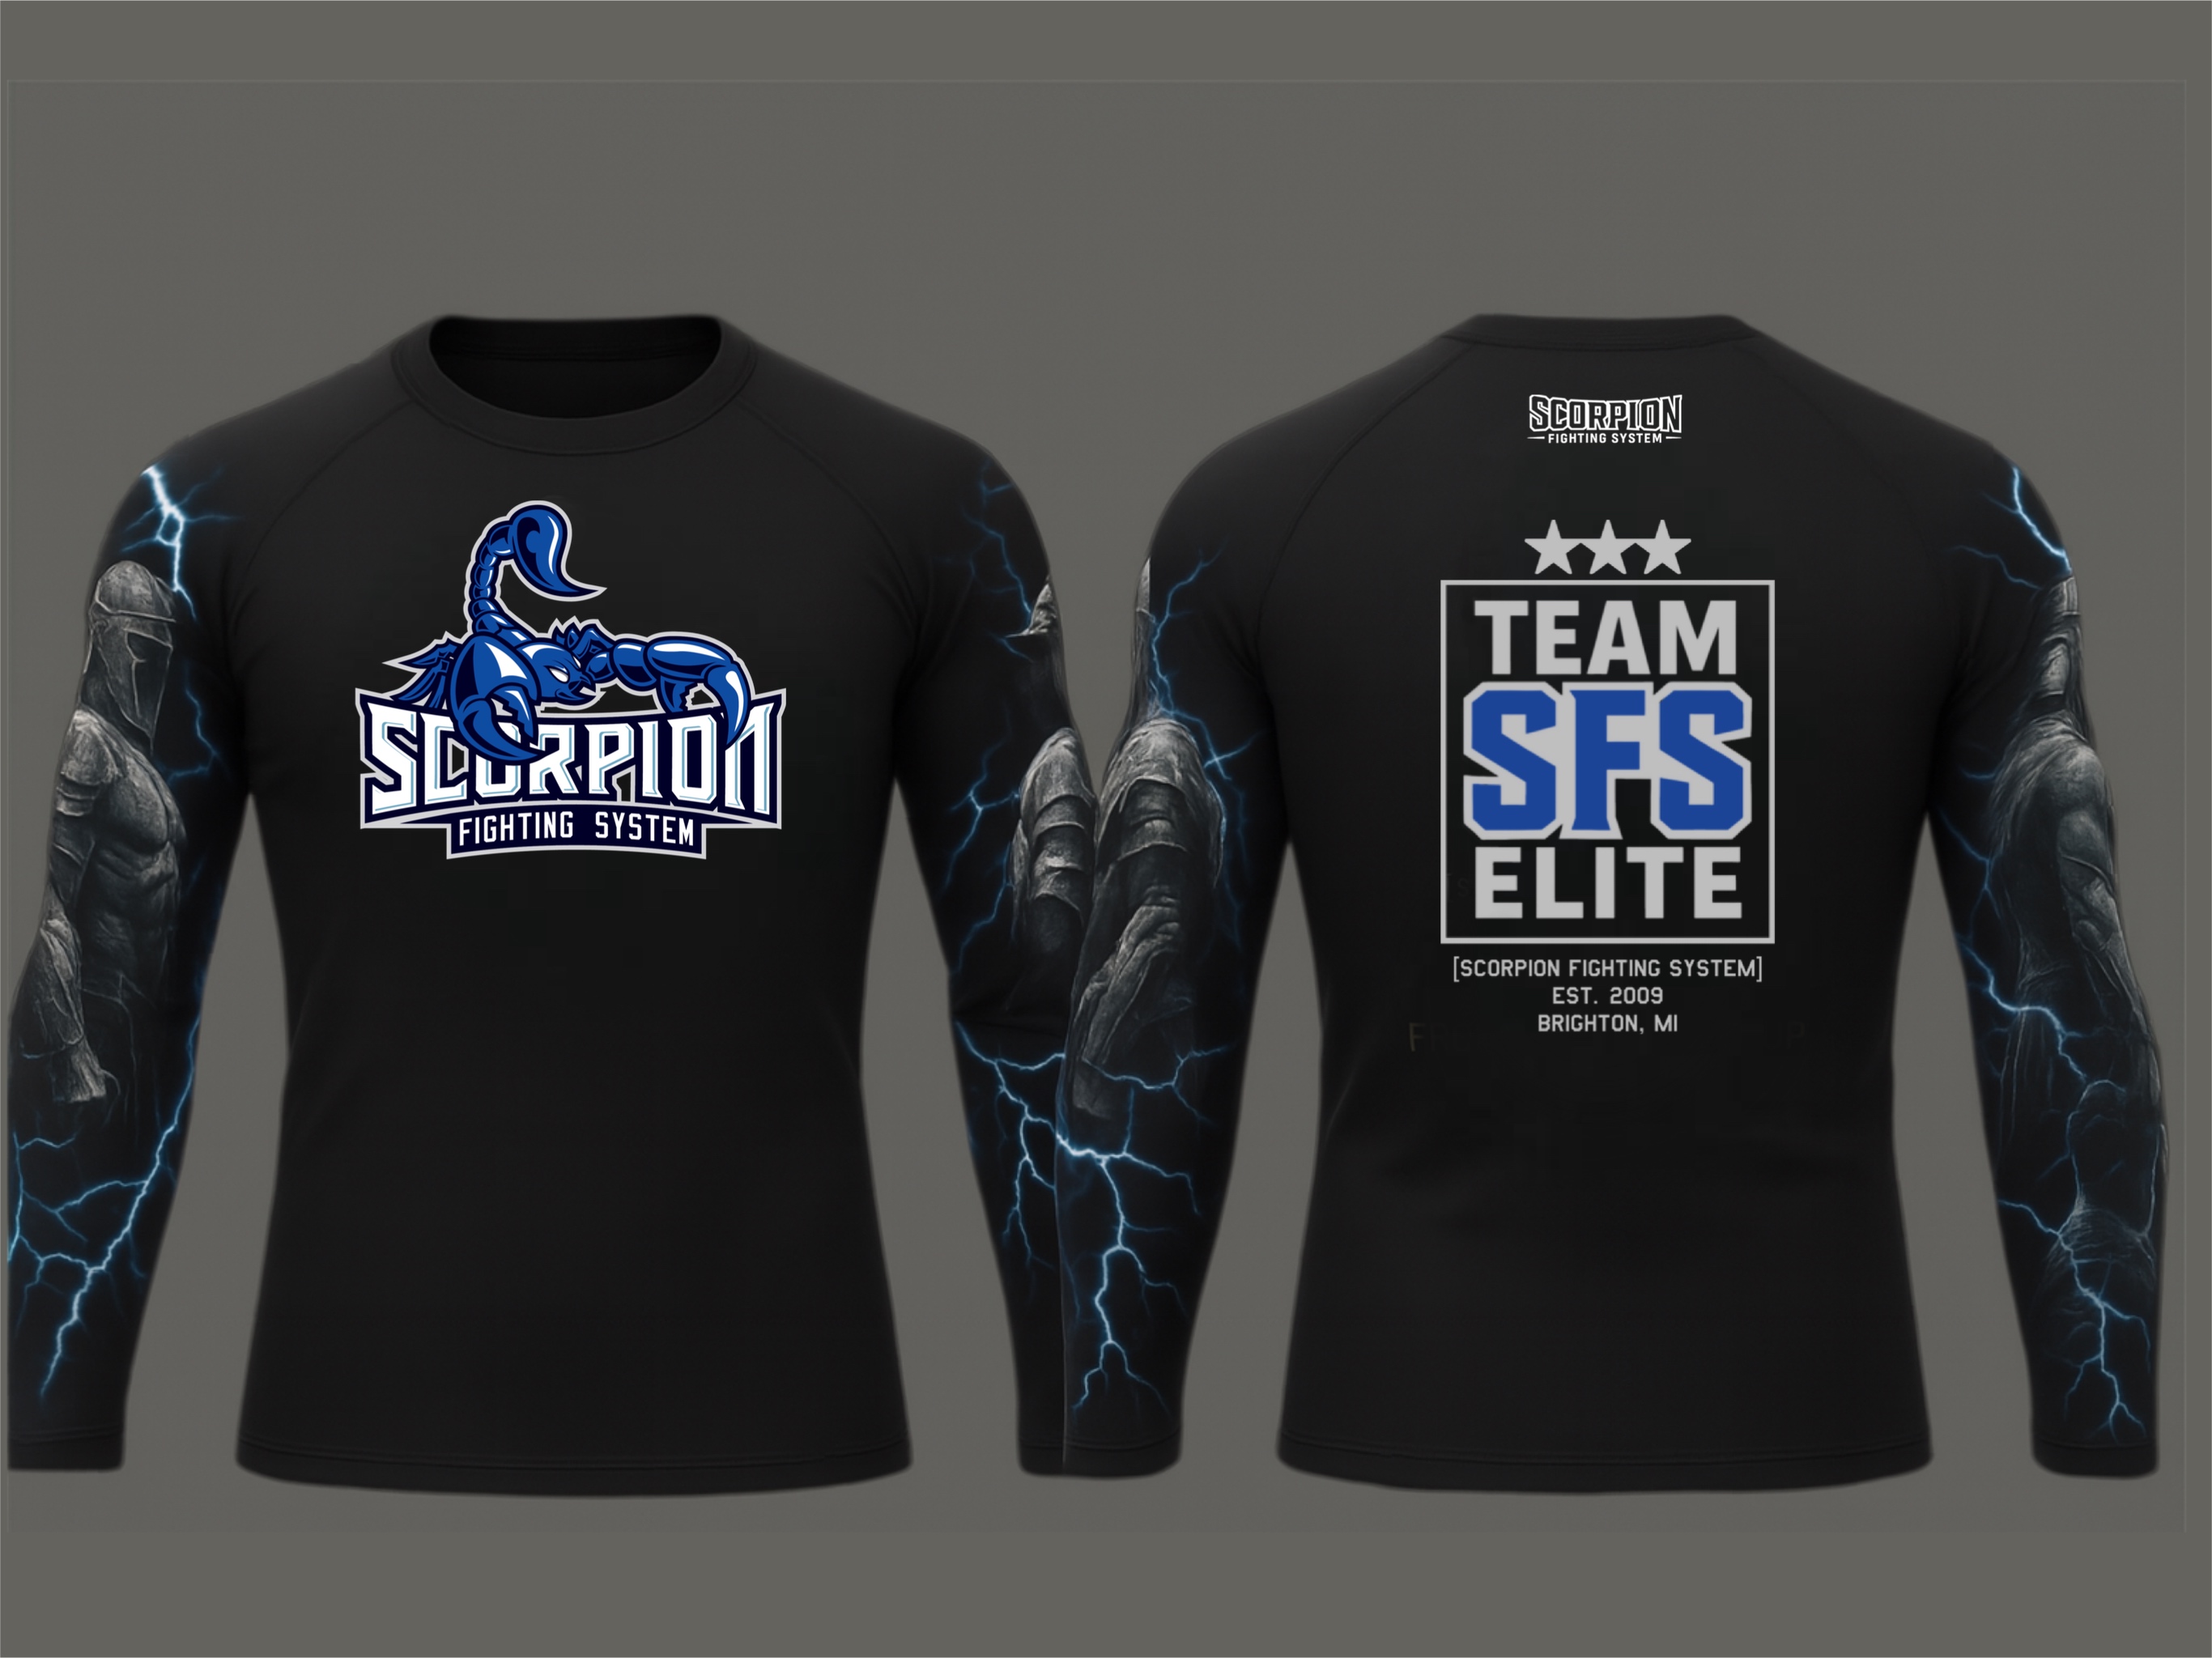 SCORPION
FIGHTING SYSTEM
SCORPION
FIGHTING SYSTEM
TEAM
SFS
ELITE
[SCORPION FIGHTING SYSTEM]
EST. 2009
BRIGHTON, MI